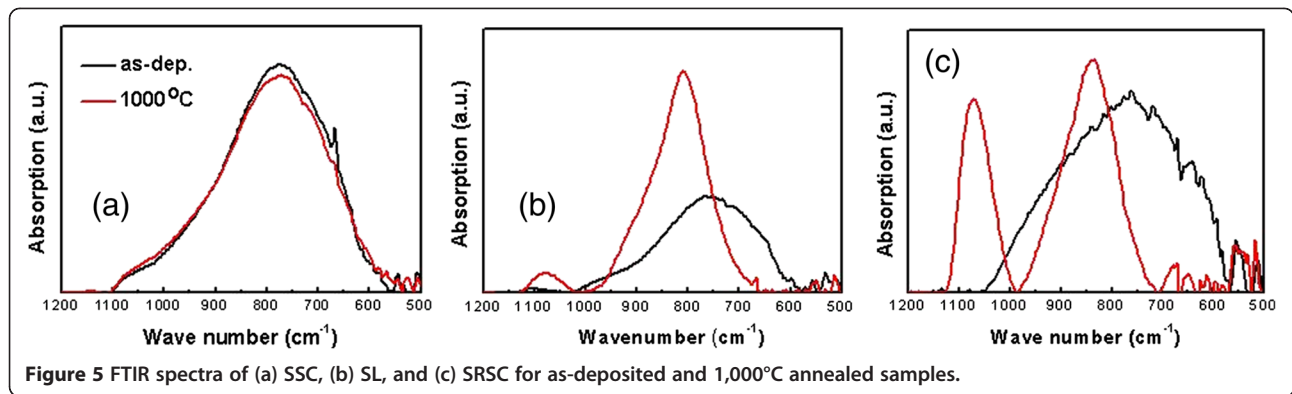 as-dep.
1000°C
(a)
Absorption (a.u.)
1200 1100 1000 900 800 700 600 500
Wave number (cm⁻¹)
(b)
Absorption (a.u.)
1200 1100 1000 900 800 700 600 500
Wavenumber (cm⁻¹)
(c)
Absorption (a.u.)
1200 1100 1000 900 800 700 600 500
Wave number (cm⁻¹)
Figure 5 FTIR spectra of (a) SSC, (b) SL, and (c) SRSC for as-deposited and 1,000°C annealed samples.